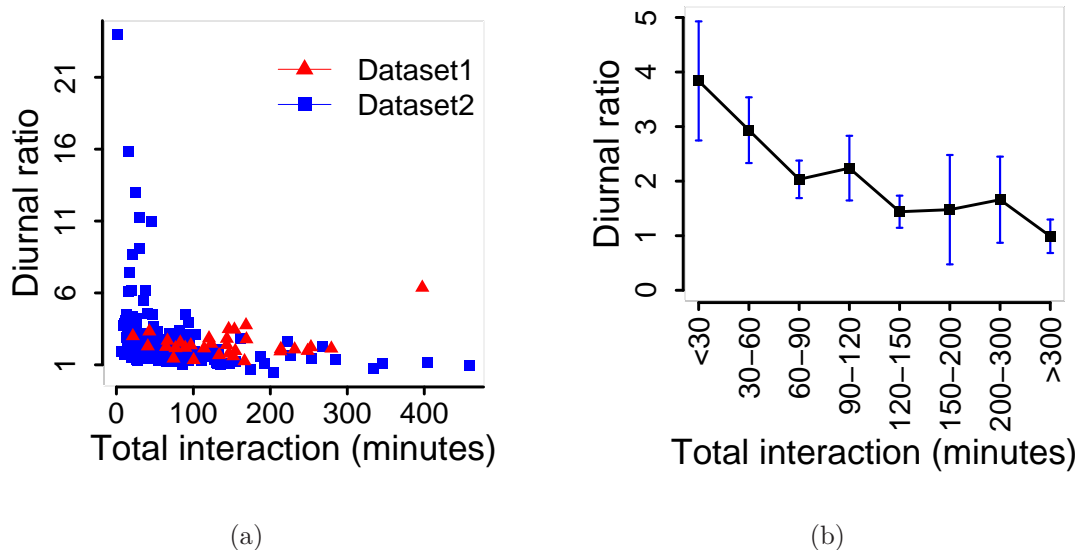 Diurnal ratio
21
16
11
6
1
Dataset1
Dataset2
0 100 200 300 400
Total interaction (minutes)
(a)
Diurnal ratio
5
4
3
2
1
0
<30
30−60
60−90
90−120
120−150
150−200
200−300
>300
Total interaction (minutes)
(b)